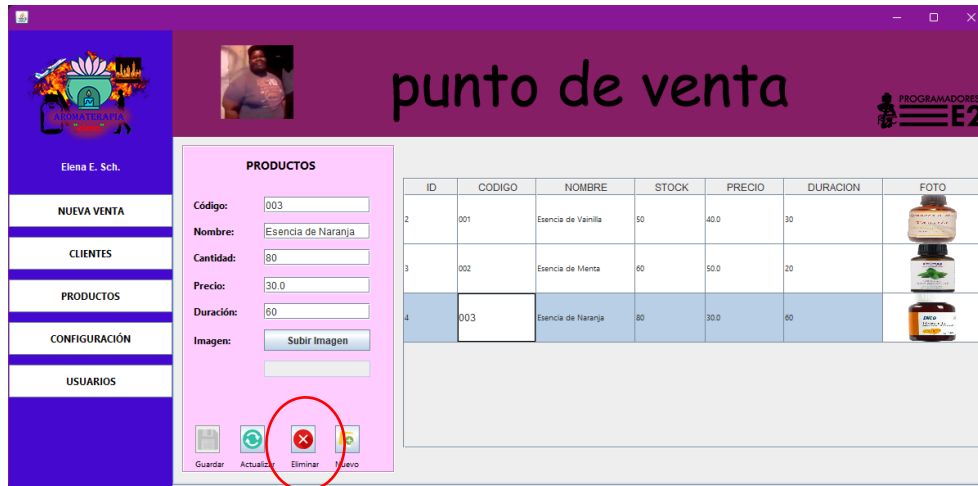 punto de venta
PROGRAMADORES
E2
AROMATERAPIA
Elena E. Sch.
NUEVA VENTA
CLIENTES
PRODUCTOS
CONFIGURACIÓN
USUARIOS
PRODUCTOS
Código: 003
Nombre: Esencia de Naranja
Cantidad: 80
Precio: 30.0
Duración: 60
Imagen: Subir Imagen
Guardar Actualizar Eliminar Nuevo
ID CODIGO NOMBRE STOCK PRECIO DURACION FOTO
2 001 Esencia de Vainilla 50 40.0 30
3 002 Esencia de Menta 60 50.0 20
4 003 Esencia de Naranja 80 30.0 60